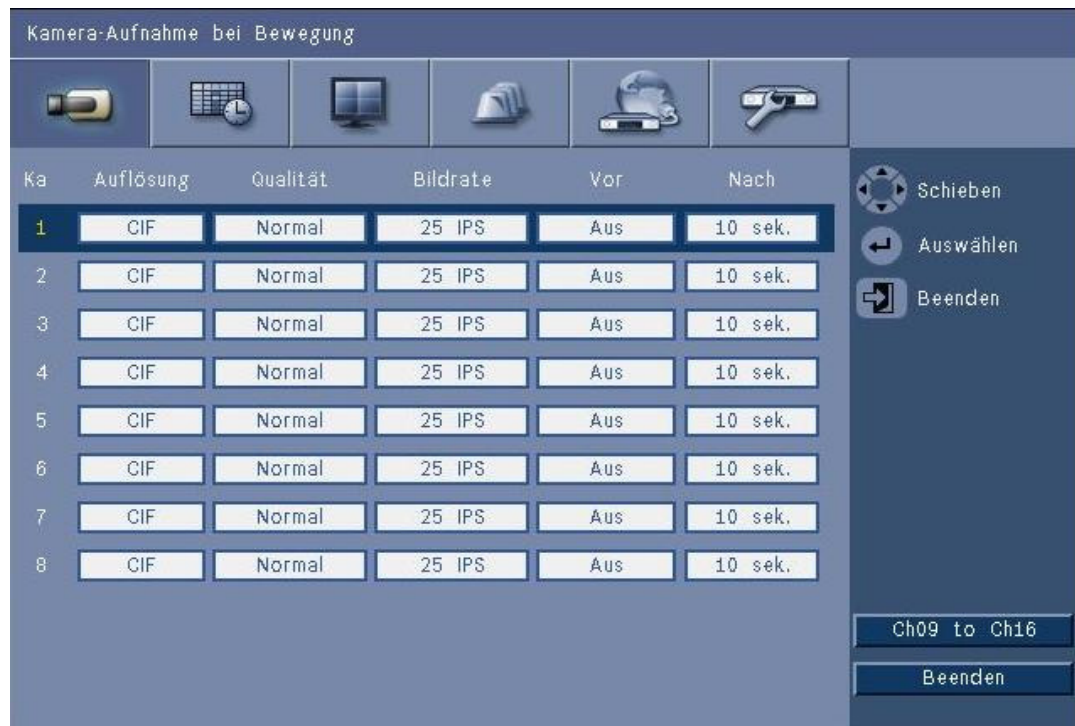 Kamera-Aufnahme bei Bewegung
Ka Auflösung Qualität Bildrate Vor Nach
1 CIF Normal 25 IPS Aus 10 sek.
2 CIF Normal 25 IPS Aus 10 sek.
3 CIF Normal 25 IPS Aus 10 sek.
4 CIF Normal 25 IPS Aus 10 sek.
5 CIF Normal 25 IPS Aus 10 sek.
6 CIF Normal 25 IPS Aus 10 sek.
7 CIF Normal 25 IPS Aus 10 sek.
8 CIF Normal 25 IPS Aus 10 sek.
Schieben
Auswählen
Beenden
Ch09 to Ch16
Beenden